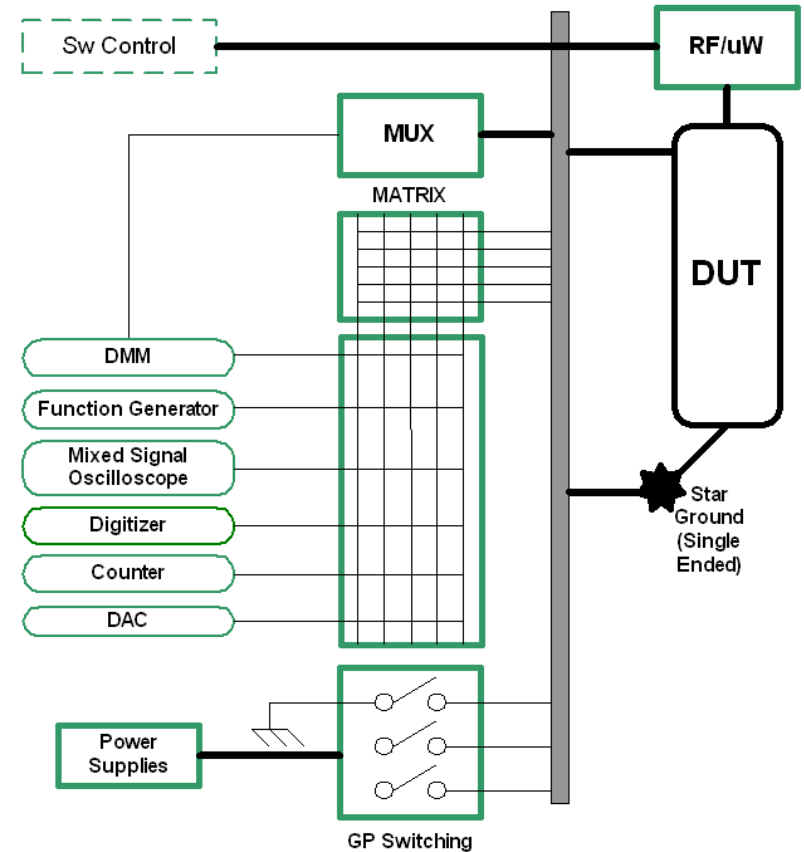 Sw Control
RF/uW
MUX
MATRIX
DUT
DMM
Function Generator
Mixed Signal
Oscilloscope
Digitizer
Counter
DAC
Star
Ground
(Single
Ended)
Power
Supplies
GP Switching